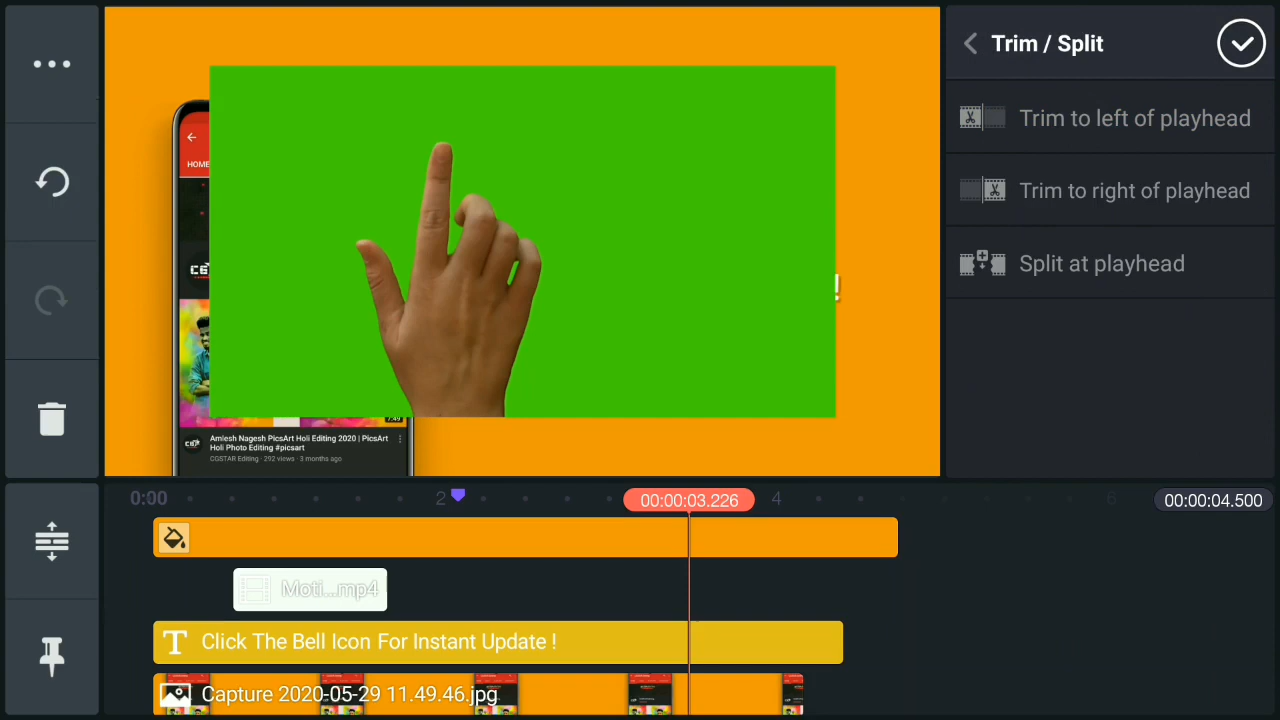 Trim / Split
Trim to left of playhead
Trim to right of playhead
Split at playhead
HOME
!
7:49
Amlesh Nagesh PicsArt Holi Editing 2020 | PicsArt
Holi Photo Editing #picsart
CGSTAR Editing · 292 views · 3 months ago
0:00
2
00:00:03.226
4
6
00:00:04.500
Moti...mp4
T
Click The Bell Icon For Instant Update !
Capture 2020-05-29 11.49.46.jpg